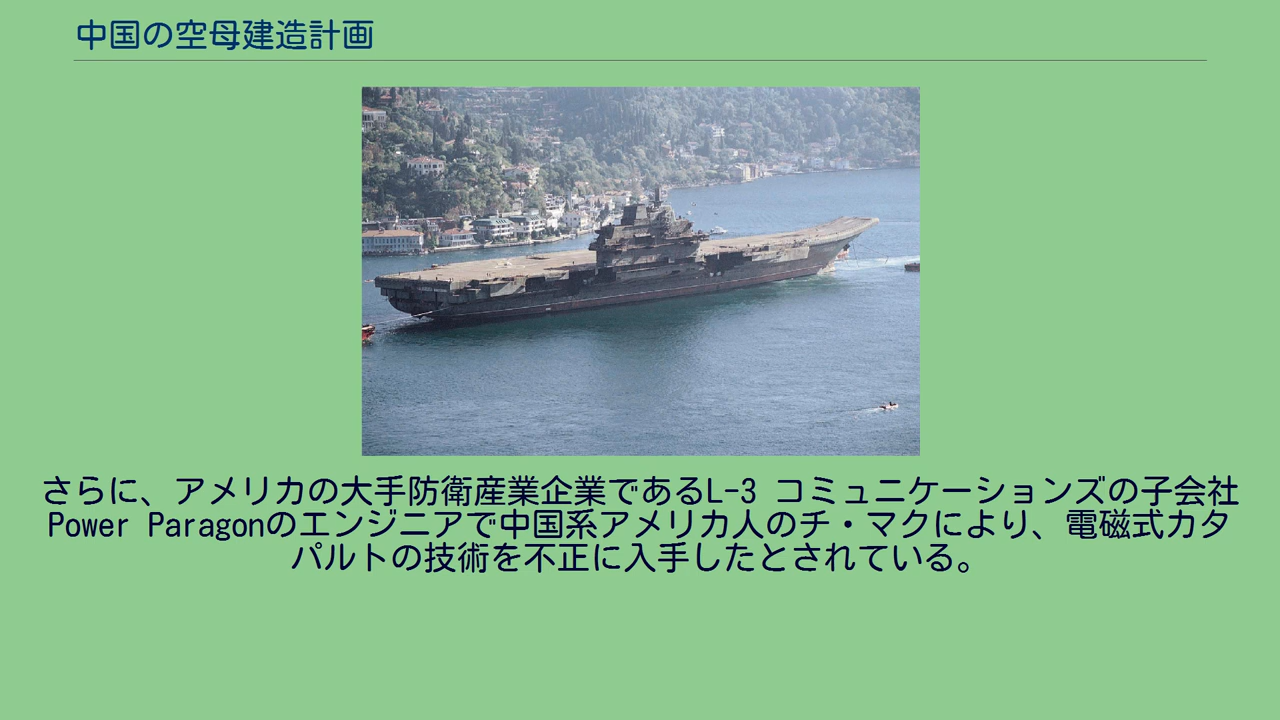 中国の空母建造計画
さらに、アメリカの大手防衛産業企業であるL-3 コミュニケーションズの子会社
Power Paragonのエンジニアで中国系アメリカ人のチ・マクにより、電磁式カタ
パルトの技術を不正に入手したとされている。